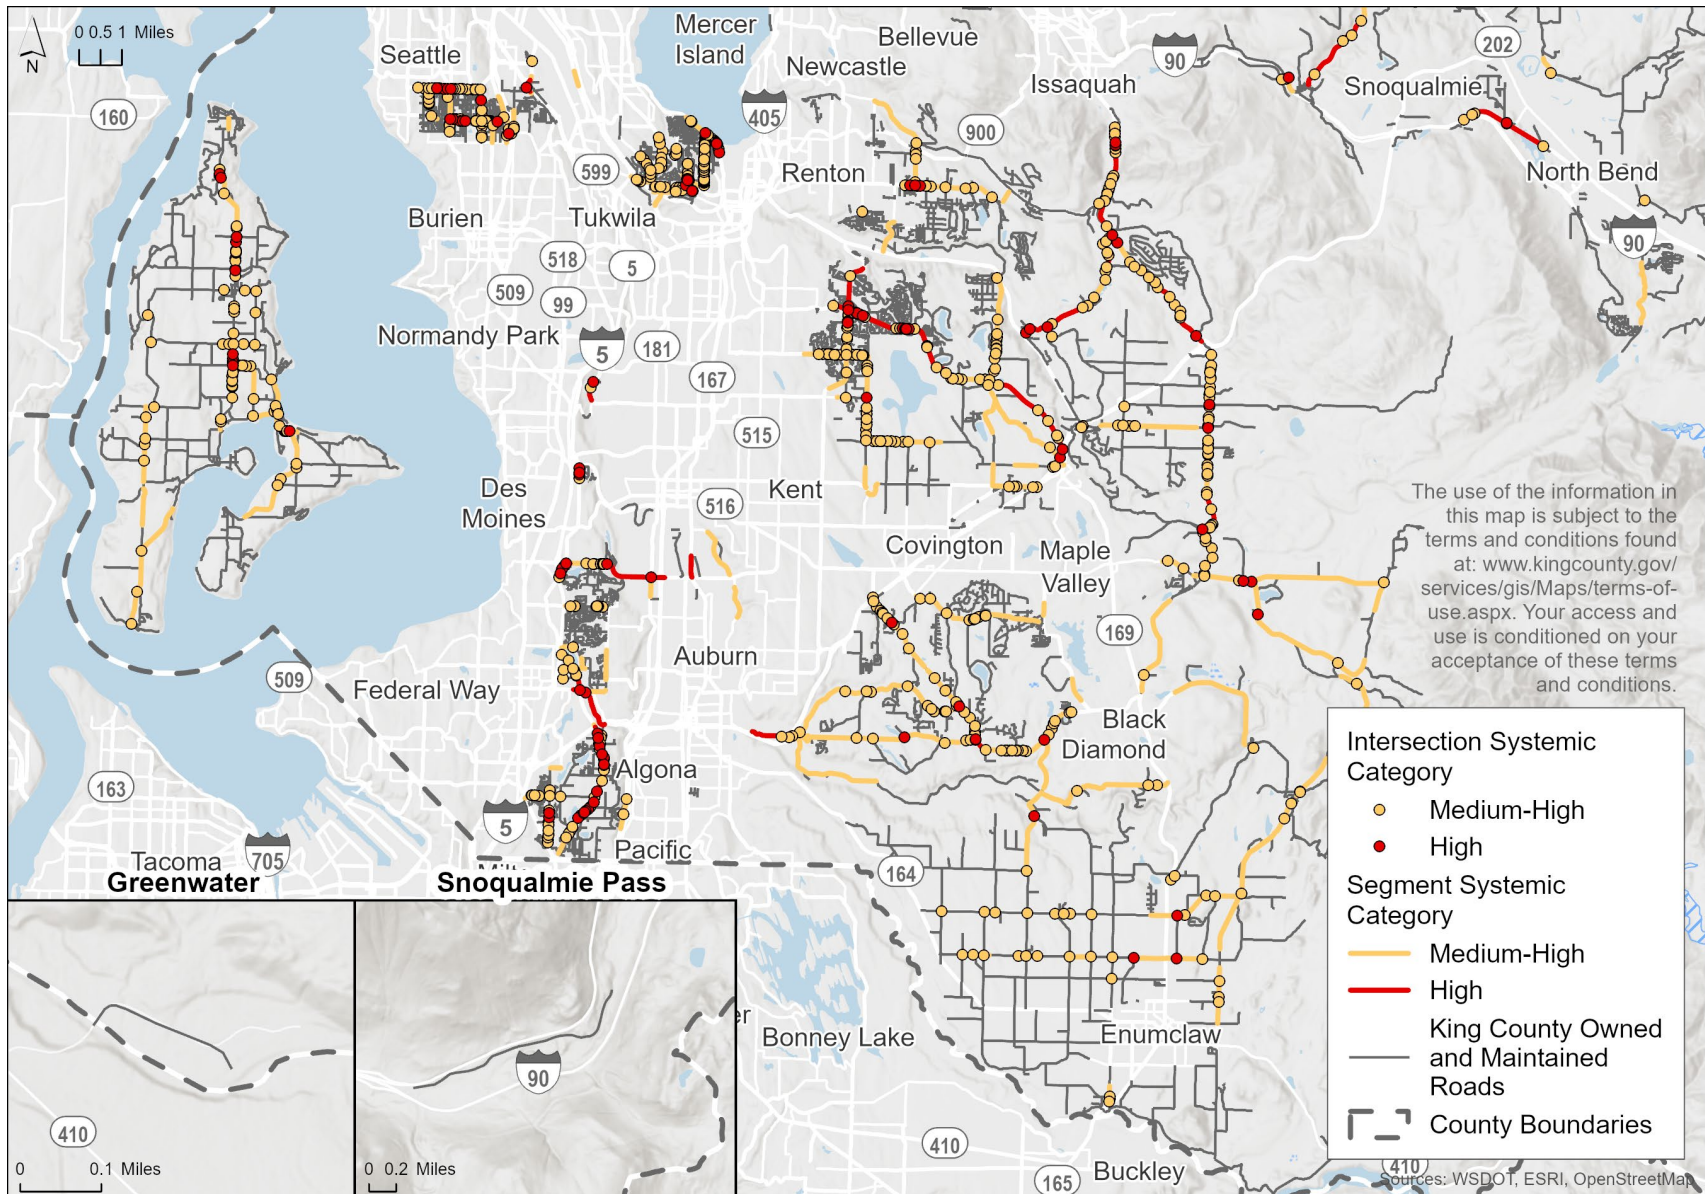 Mercer
Island
Bellevue
0 0.5 1 Miles
N
Seattle
Newcastle
90
202
Issaquah
Snoqualmie
160
405
900
599
Renton
North Bend
Burien
Tukwila
518
5
90
509
99
Normandy Park
5
181
167
515
Des
Moines
Kent
516
The use of the information in
this map is subject to the
terms and conditions found
at: www.kingcounty.gov/
services/gis/Maps/terms-of-
use.aspx. Your access and
use is conditioned on your
acceptance of these terms
and conditions.
Covington
Maple
Valley
169
Auburn
509
Federal Way
Black
Diamond
Algona
163
5
Pacific
Tacoma
705
164
Greenwater
Snoqualmie Pass
Intersection Systemic
Category
Medium-High
High
Segment Systemic
Category
Medium-High
High
King County Owned
and Maintained
Roads
County Boundaries
Bonney Lake
Enumclaw
90
410
0 0.1 Miles
0 0.2 Miles
410
165
Buckley
410
Sources: WSDOT, ESRI, OpenStreetMap